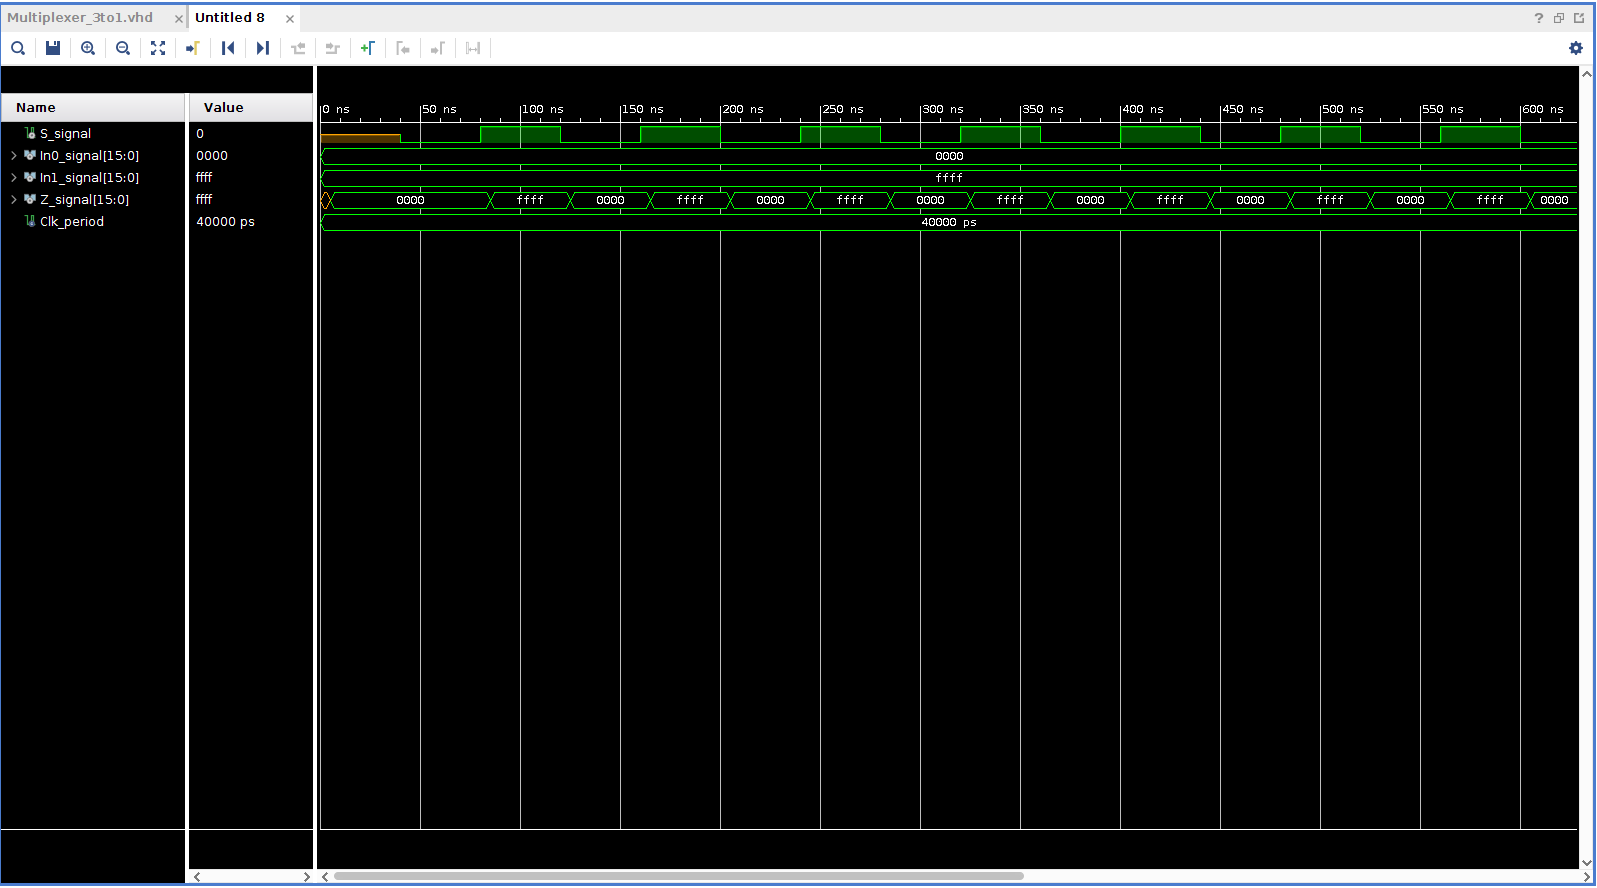 Multiplexer_3to1.vhd × Untitled 8 × ?
Name Value
0 ns 50 ns 100 ns 150 ns 200 ns 250 ns 300 ns 350 ns 400 ns 450 ns 500 ns 550 ns 600 ns
S_signal 0
In0_signal[15:0] 0000 0000
In1_signal[15:0] ffff ffff
Z_signal[15:0] ffff 0000 ffff 0000 ffff 0000 ffff 0000 ffff 0000 ffff 0000 ffff 0000 ffff 0000
Clk_period 40000 ps 40000 ps